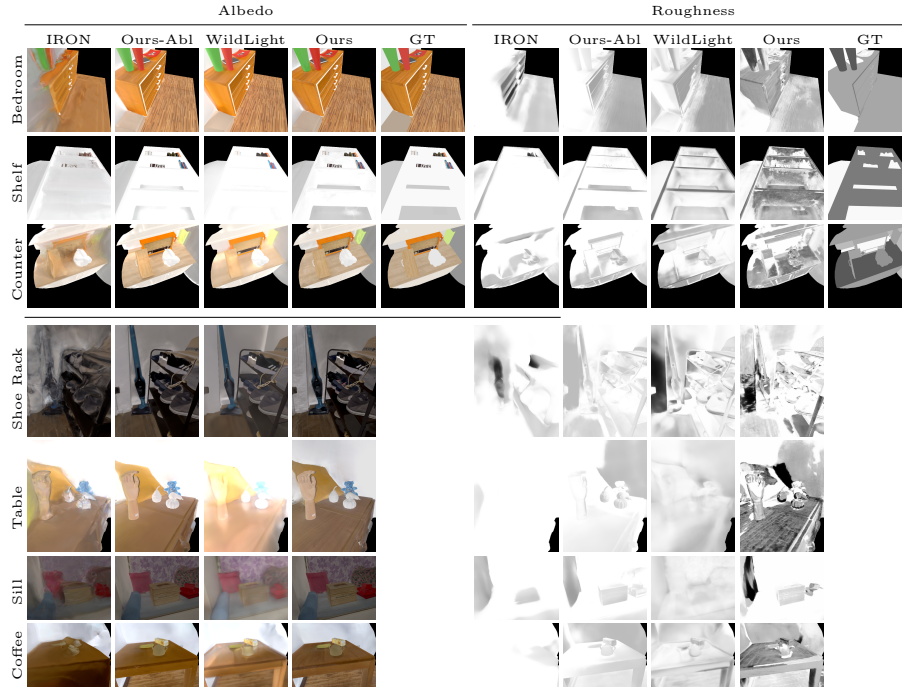 Albedo Roughness
IRON Ours-Abl WildLight Ours GT IRON Ours-Abl WildLight Ours GT
Bedroom
Shelf
Counter
Shoe Rack
Table
Sill
Coffee